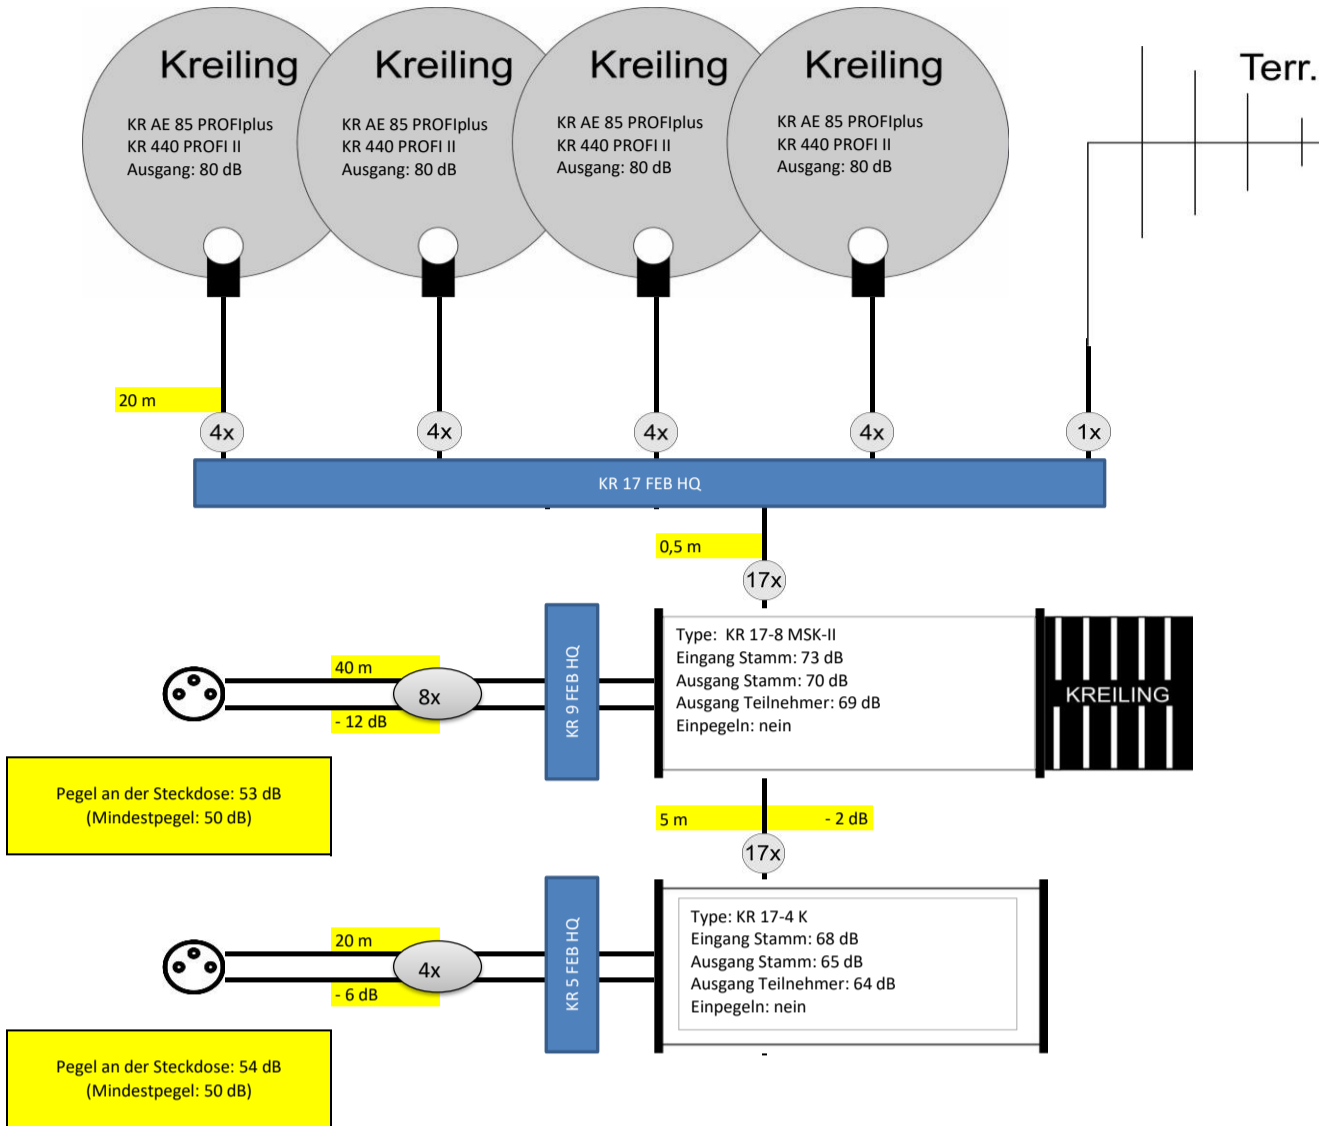 Kreiling
KR AE 85 PROFIplus
KR 440 PROFI II
Ausgang: 80 dB
Kreiling
KR AE 85 PROFIplus
KR 440 PROFI II
Ausgang: 80 dB
Kreiling
KR AE 85 PROFIplus
KR 440 PROFI II
Ausgang: 80 dB
Kreiling
KR AE 85 PROFIplus
KR 440 PROFI II
Ausgang: 80 dB
Terr.
20 m
4x
4x
4x
4x
1x
KR 17 FEB HQ
0,5 m
17x
40 m
8x
- 12 dB
KR 9 FEB HQ
Type: KR 17-8 MSK-II
Eingang Stamm: 73 dB
Ausgang Stamm: 70 dB
Ausgang Teilnehmer: 69 dB
Einpegeln: nein
KREILING
Pegel an der Steckdose: 53 dB
(Mindestpegel: 50 dB)
5 m
- 2 dB
17x
20 m
4x
- 6 dB
KR 5 FEB HQ
Type: KR 17-4 K
Eingang Stamm: 68 dB
Ausgang Stamm: 65 dB
Ausgang Teilnehmer: 64 dB
Einpegeln: nein
Pegel an der Steckdose: 54 dB
(Mindestpegel: 50 dB)